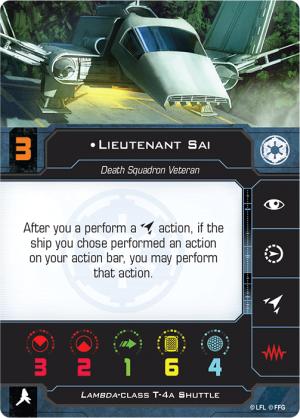 3
•Lieutenant Sai
Death Squadron Veteran
After you a perform a action, if the
ship you chose performed an action
on your action bar, you may perform
that action.
3 2 1 6 4
Lambda-class T-4a Shuttle
© LFL © FFG